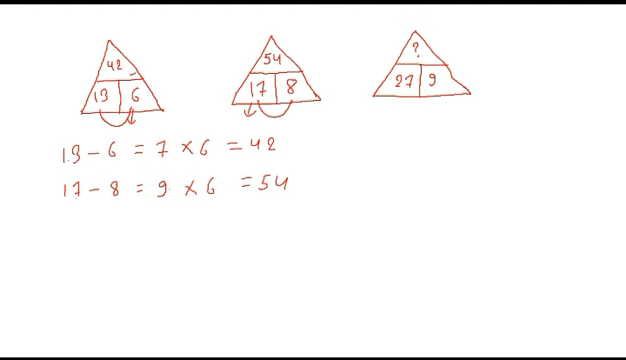 42 54 ?
13 6 17 8 27 9
13 - 6 = 7 × 6 = 42
17 - 8 = 9 × 6 = 54